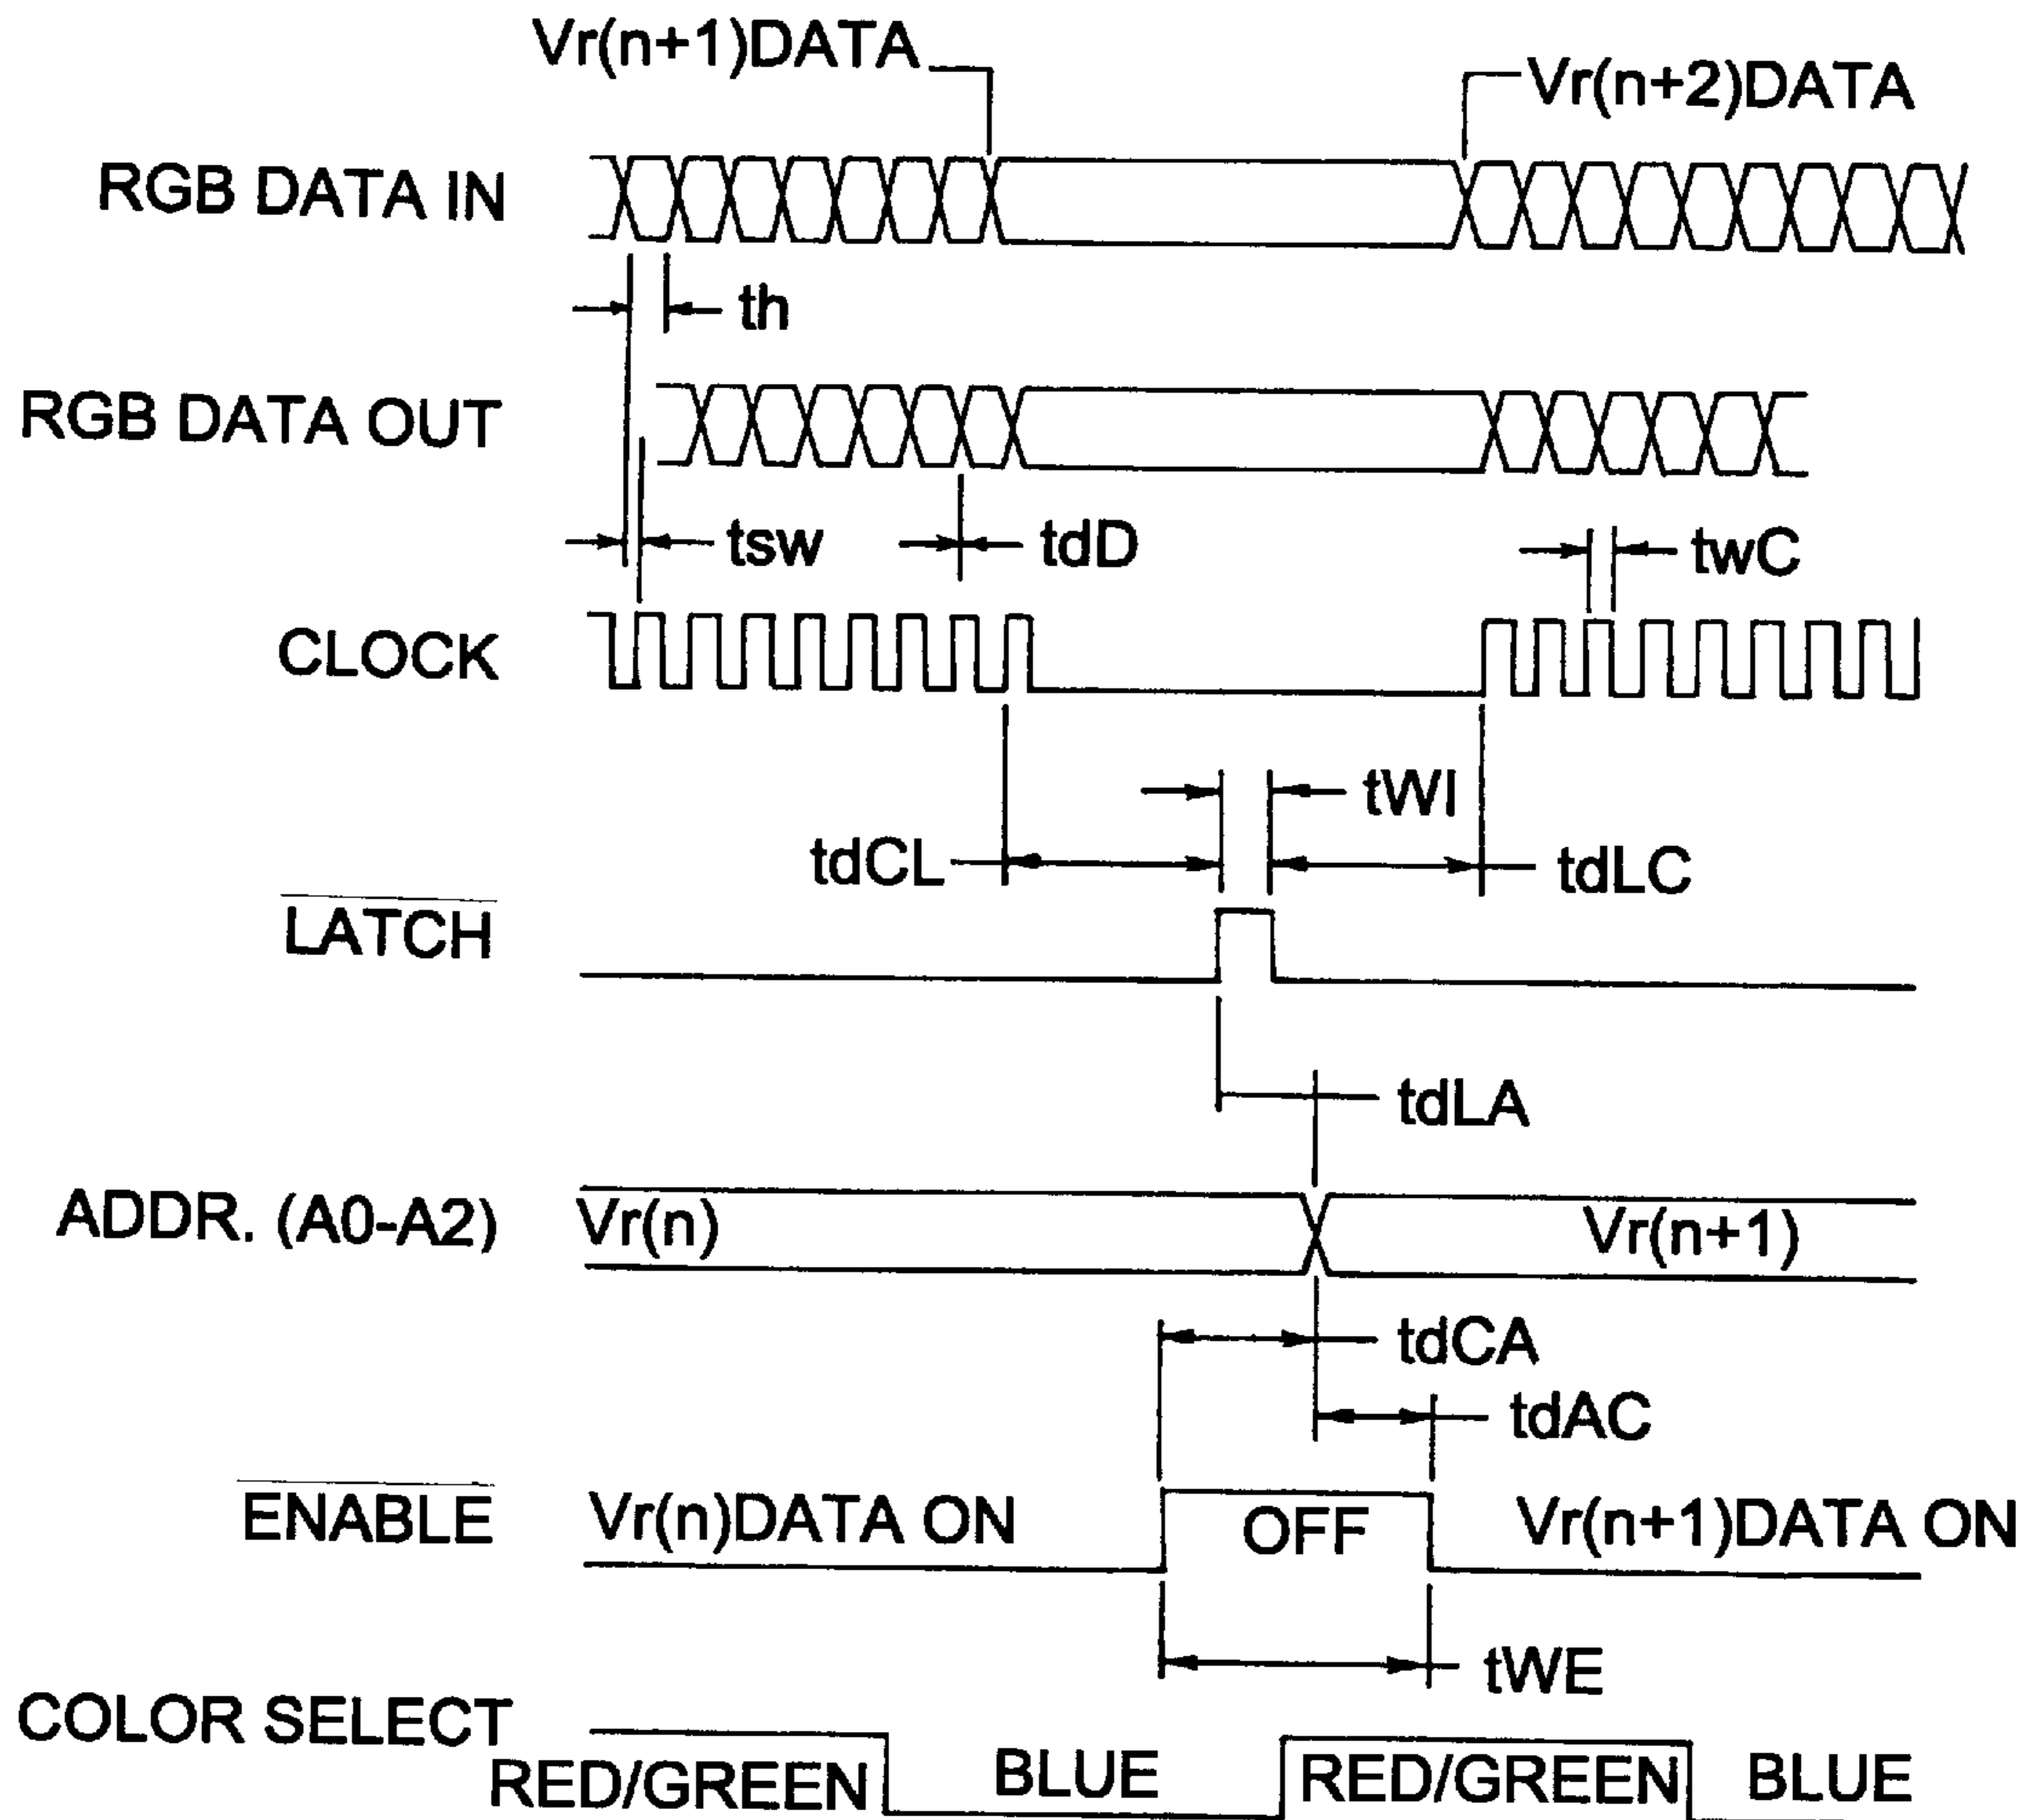 Vr(n+1)DATA
Vr(n+2)DATA
RGB DATA IN
th
RGB DATA OUT
tsw
tdD
twC
CLOCK
tWI
tdCL
tdLC
LATCH
tdLA
ADDR. (A0-A2)
Vr(n)
Vr(n+1)
tdCA
tdAC
ENABLE
Vr(n)DATA ON
OFF
Vr(n+1)DATA ON
tWE
COLOR SELECT
RED/GREEN
BLUE
RED/GREEN
BLUE